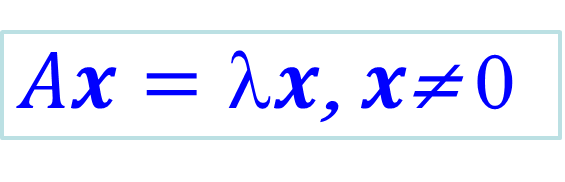 Ax = λx, x≠0